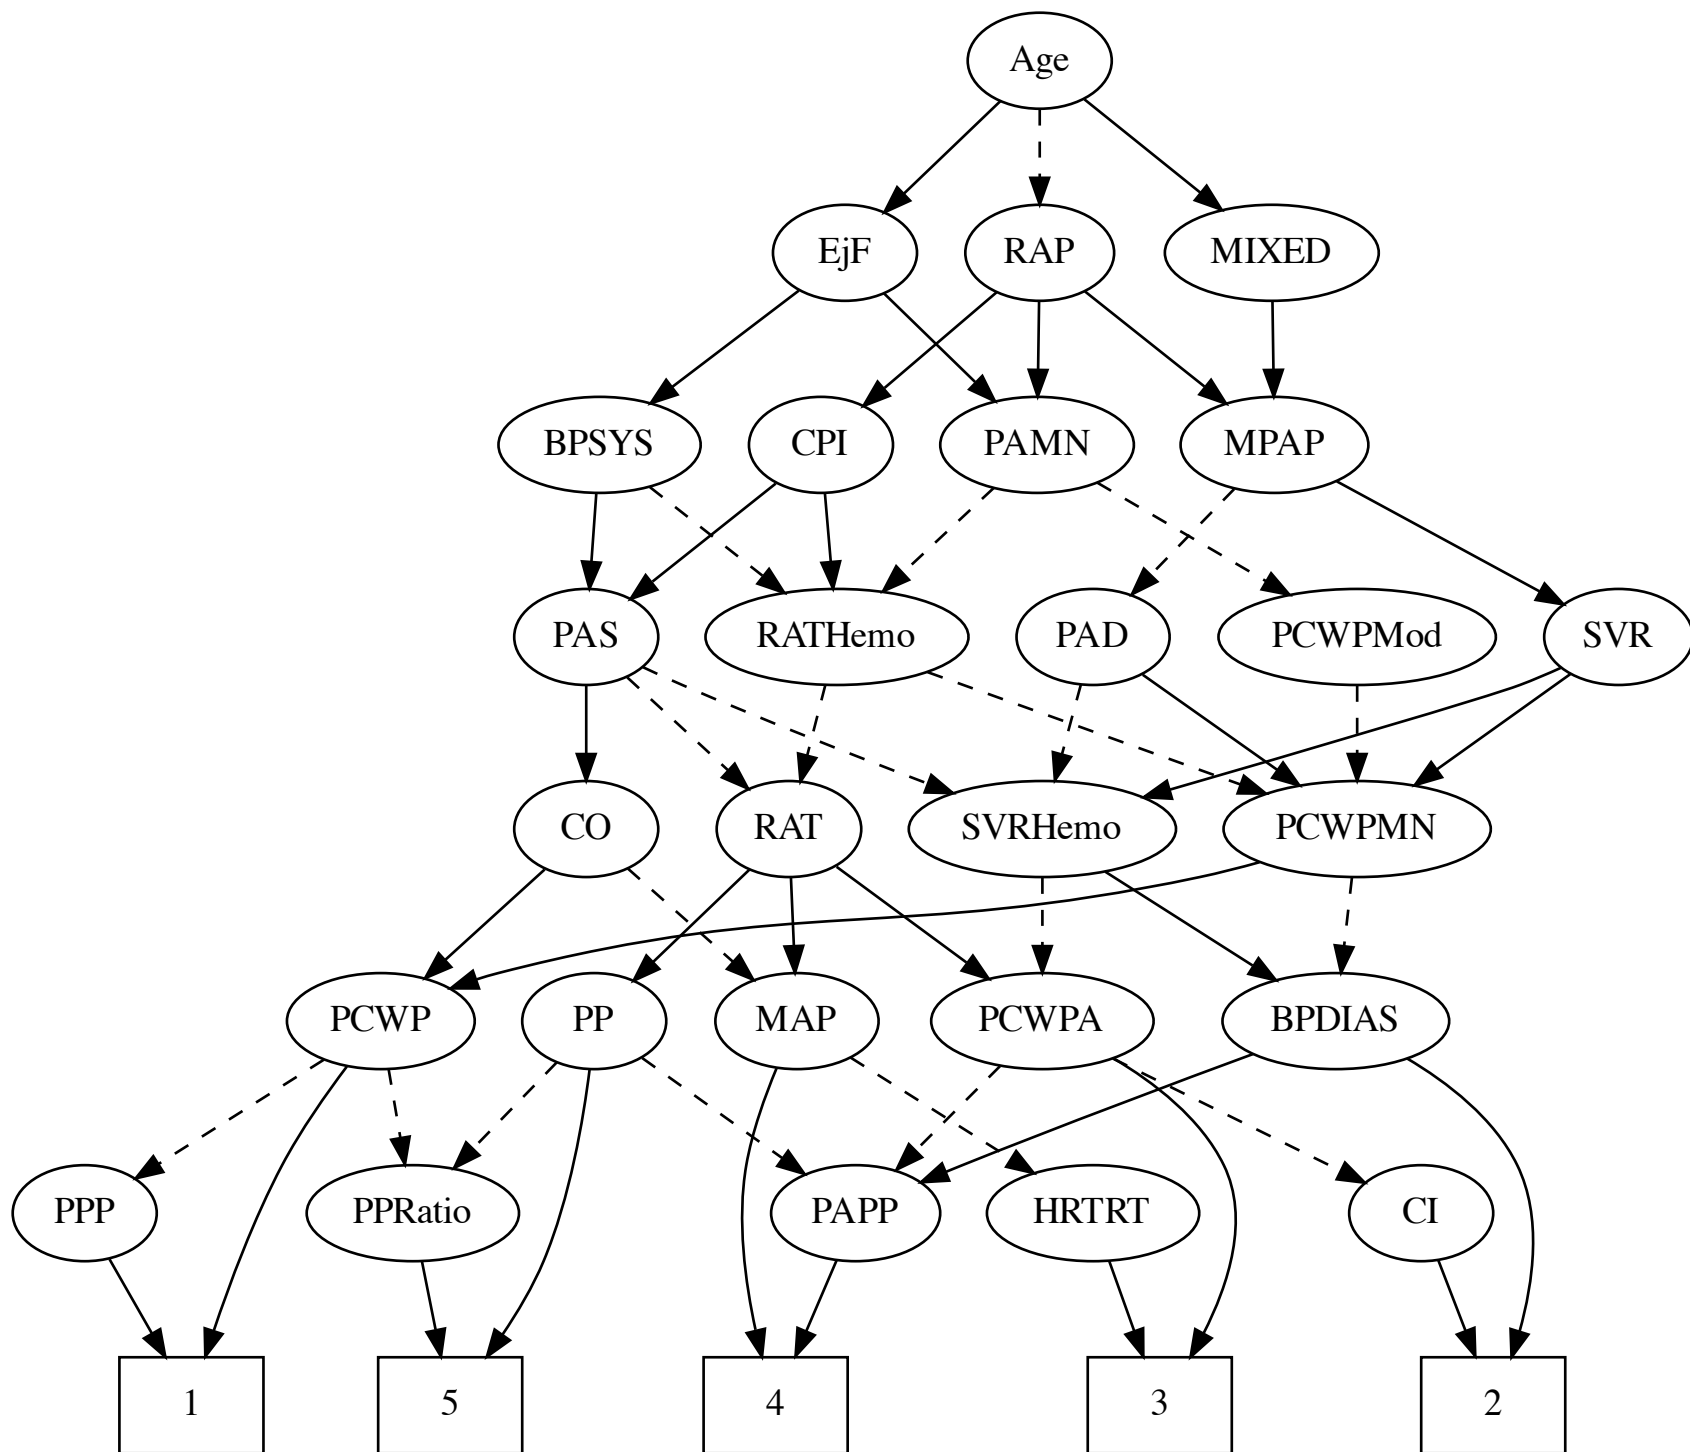 Age
EjF
RAP
MIXED
BPSYS
CPI
PAMN
MPAP
PAS
RATHemo
PAD
PCWPMod
SVR
CO
RAT
SVRHemo
PCWPMN
PCWP
PP
MAP
PCWPA
BPDIAS
PPP
PPRatio
PAPP
HRTRT
CI
1
5
4
3
2